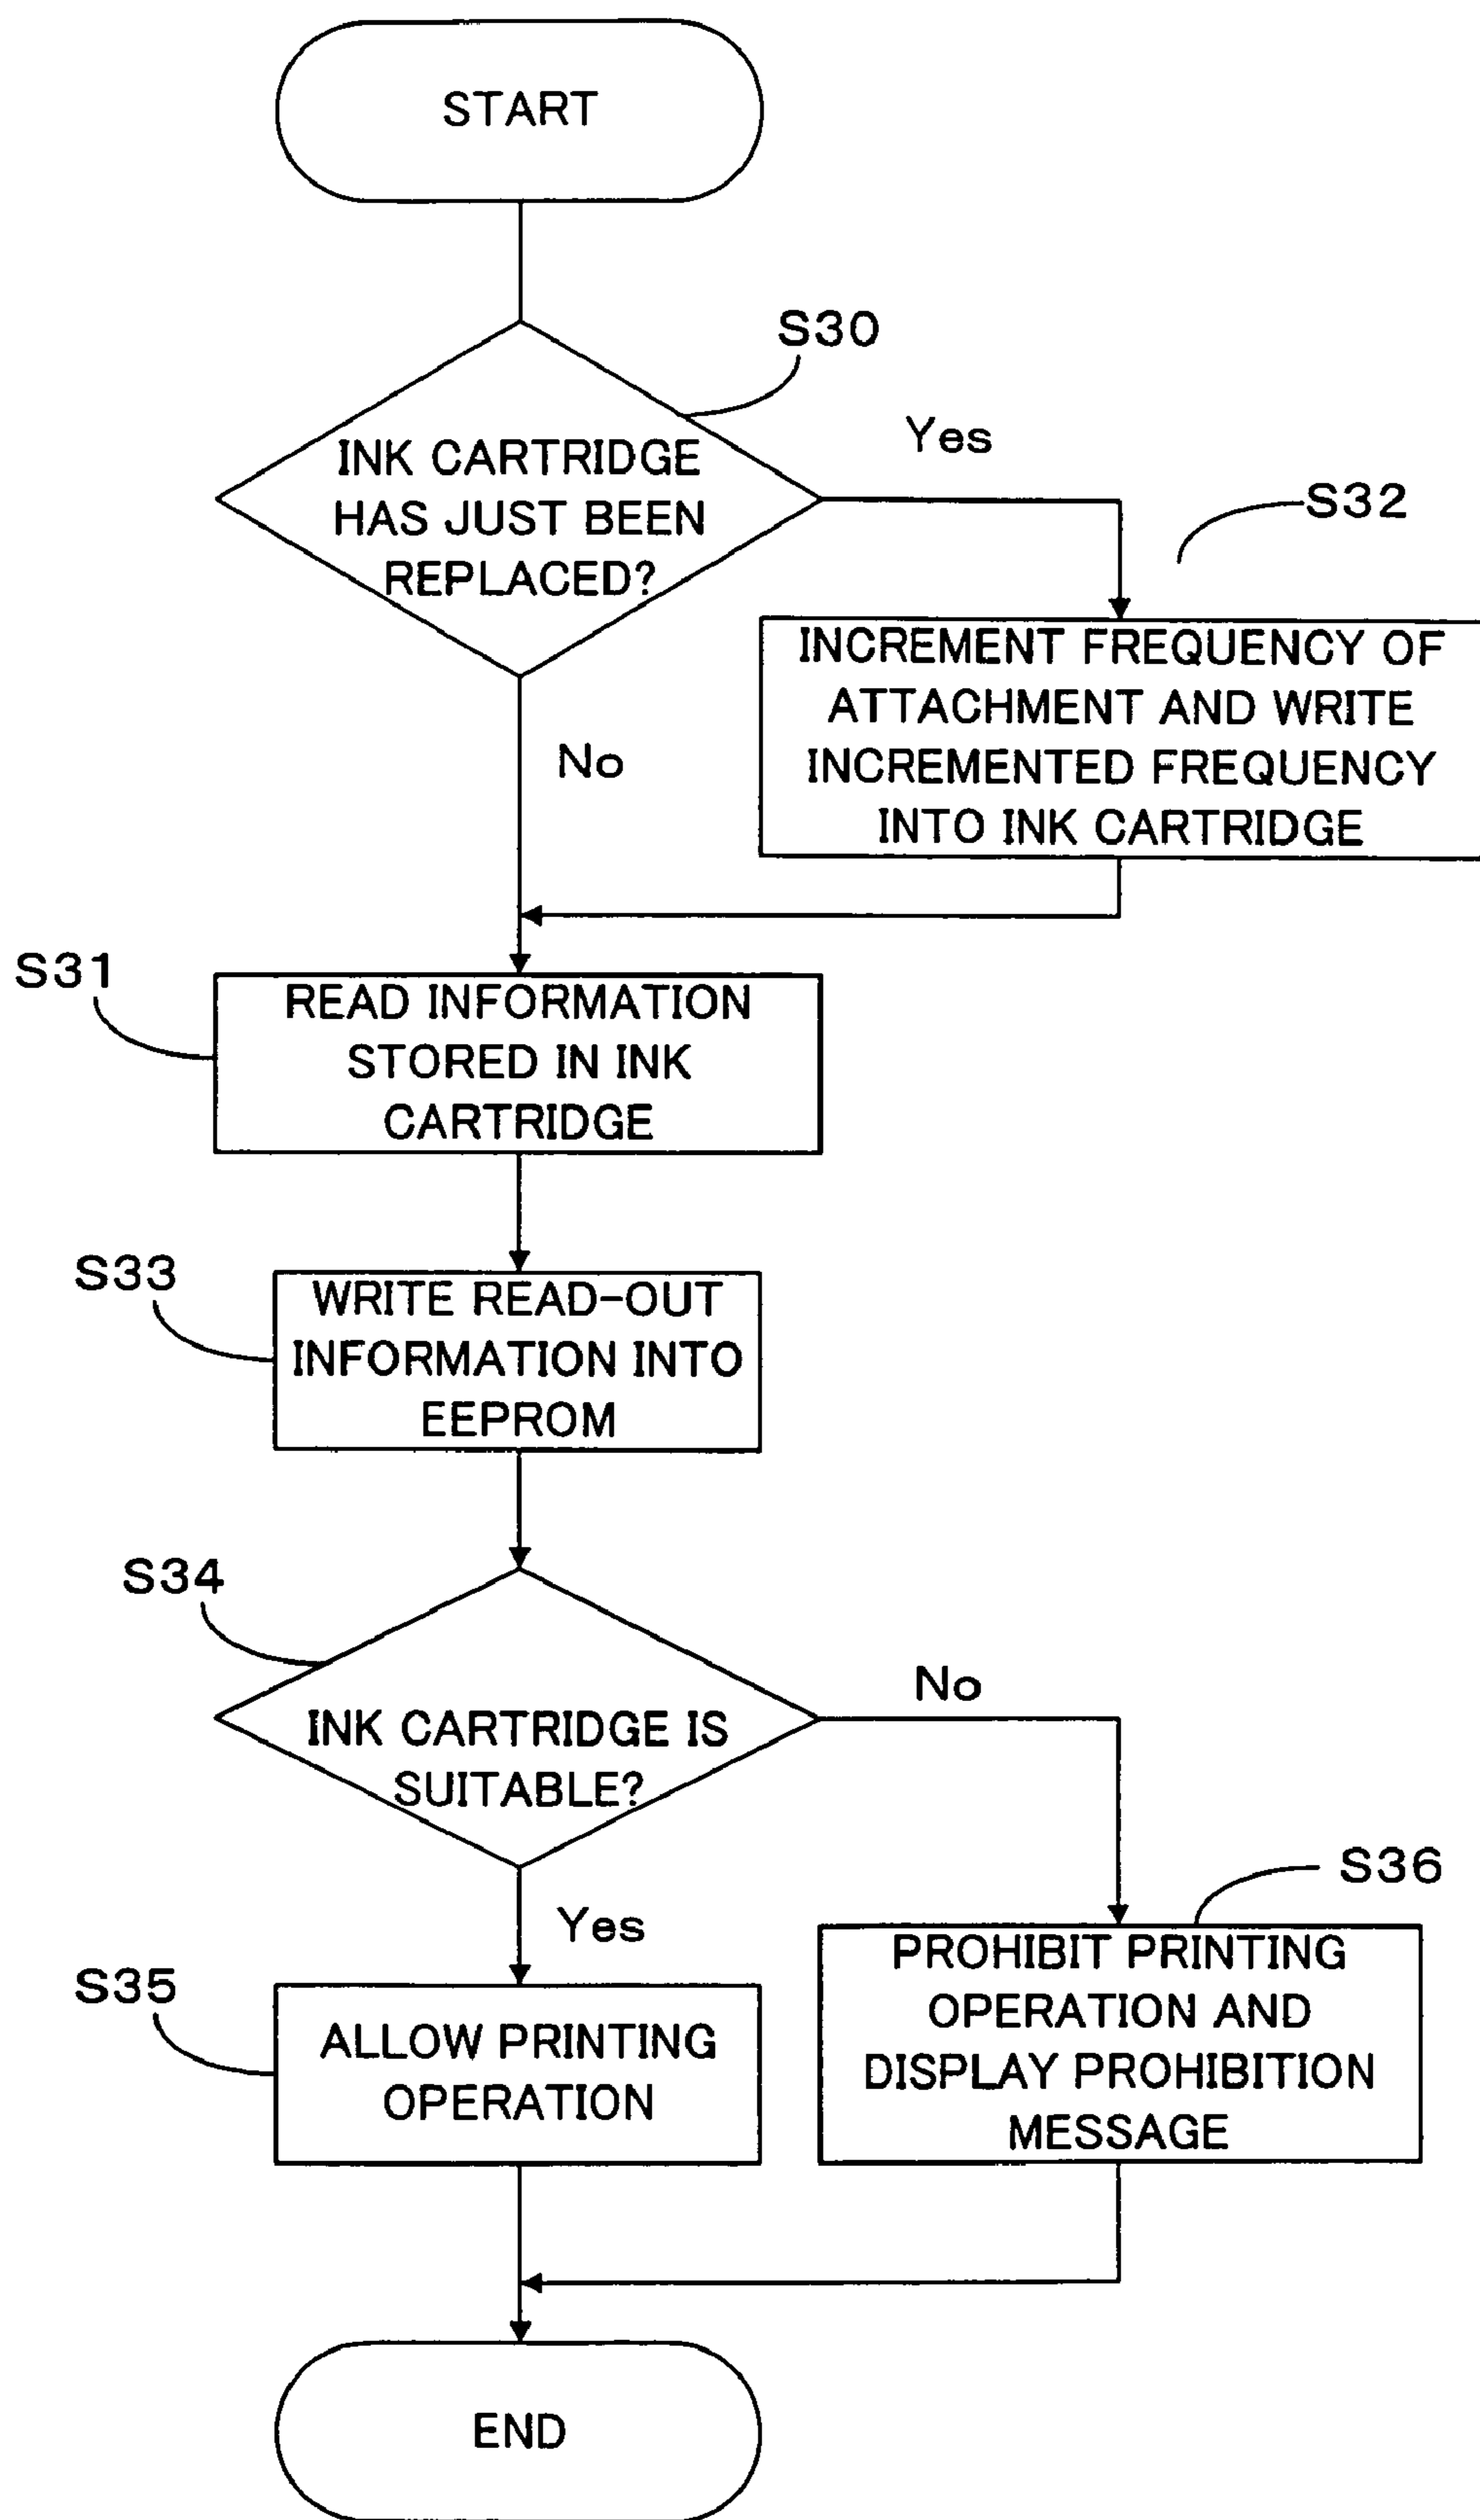 START
S30
Yes
INK CARTRIDGE
HAS JUST BEEN
REPLACED?
S32
INCREMENT FREQUENCY OF
ATTACHMENT AND WRITE
INCREMENTED FREQUENCY
INTO INK CARTRIDGE
No
S31
READ INFORMATION
STORED IN INK
CARTRIDGE
S33
WRITE READ-OUT
INFORMATION INTO
EEPROM
S34
No
INK CARTRIDGE IS
SUITABLE?
S36
Yes
PROHIBIT PRINTING
OPERATION AND
DISPLAY PROHIBITION
MESSAGE
S35
ALLOW PRINTING
OPERATION
END